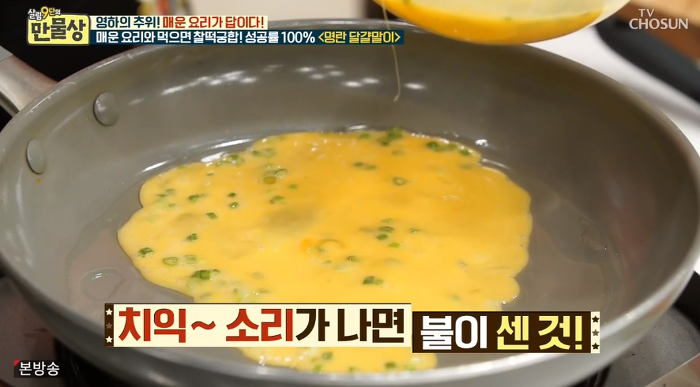 살림9단의
만물상
영하의 추위! 매운 요리가 답이다!
매운 요리와 먹으면 찰떡궁합! 성공률 100% <명란 달걀말이>
TV
CHOSUN
치익~ 소리가 나면 불이 센 것!
본방송